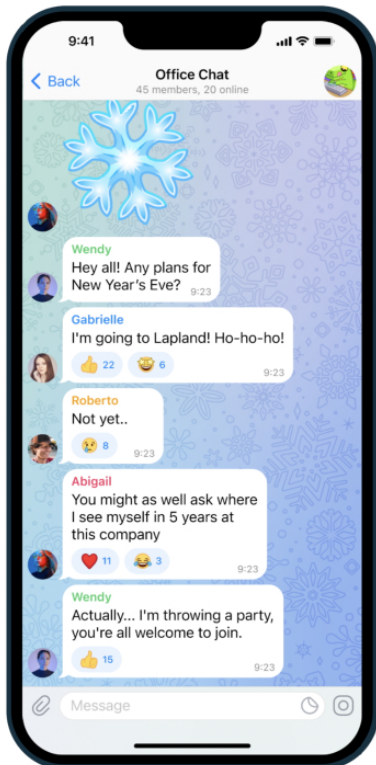 9:41
Back
Office Chat
45 members, 20 online
Wendy
Hey all! Any plans for
New Year's Eve? 9:23
Gabrielle
I'm going to Lapland! Ho-ho-ho!
22 6 9:23
Roberto
Not yet..
8 9:23
Abigail
You might as well ask where
I see myself in 5 years at
this company
11 3 9:23
Wendy
Actually... I'm throwing a party,
you're all welcome to join.
15 9:23
Message